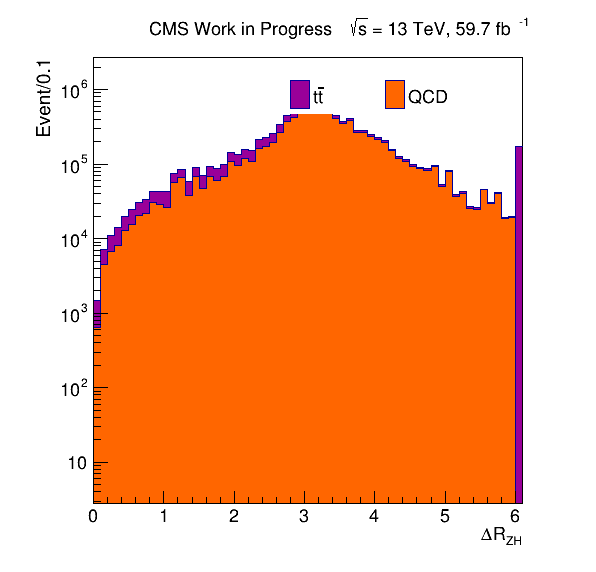 CMS Work in Progress √s = 13 TeV, 59.7 fb⁻¹
Event/0.1
tt̄
QCD
10⁶
10⁵
10⁴
10³
10²
10
0 1 2 3 4 5 6
ΔR_ZH